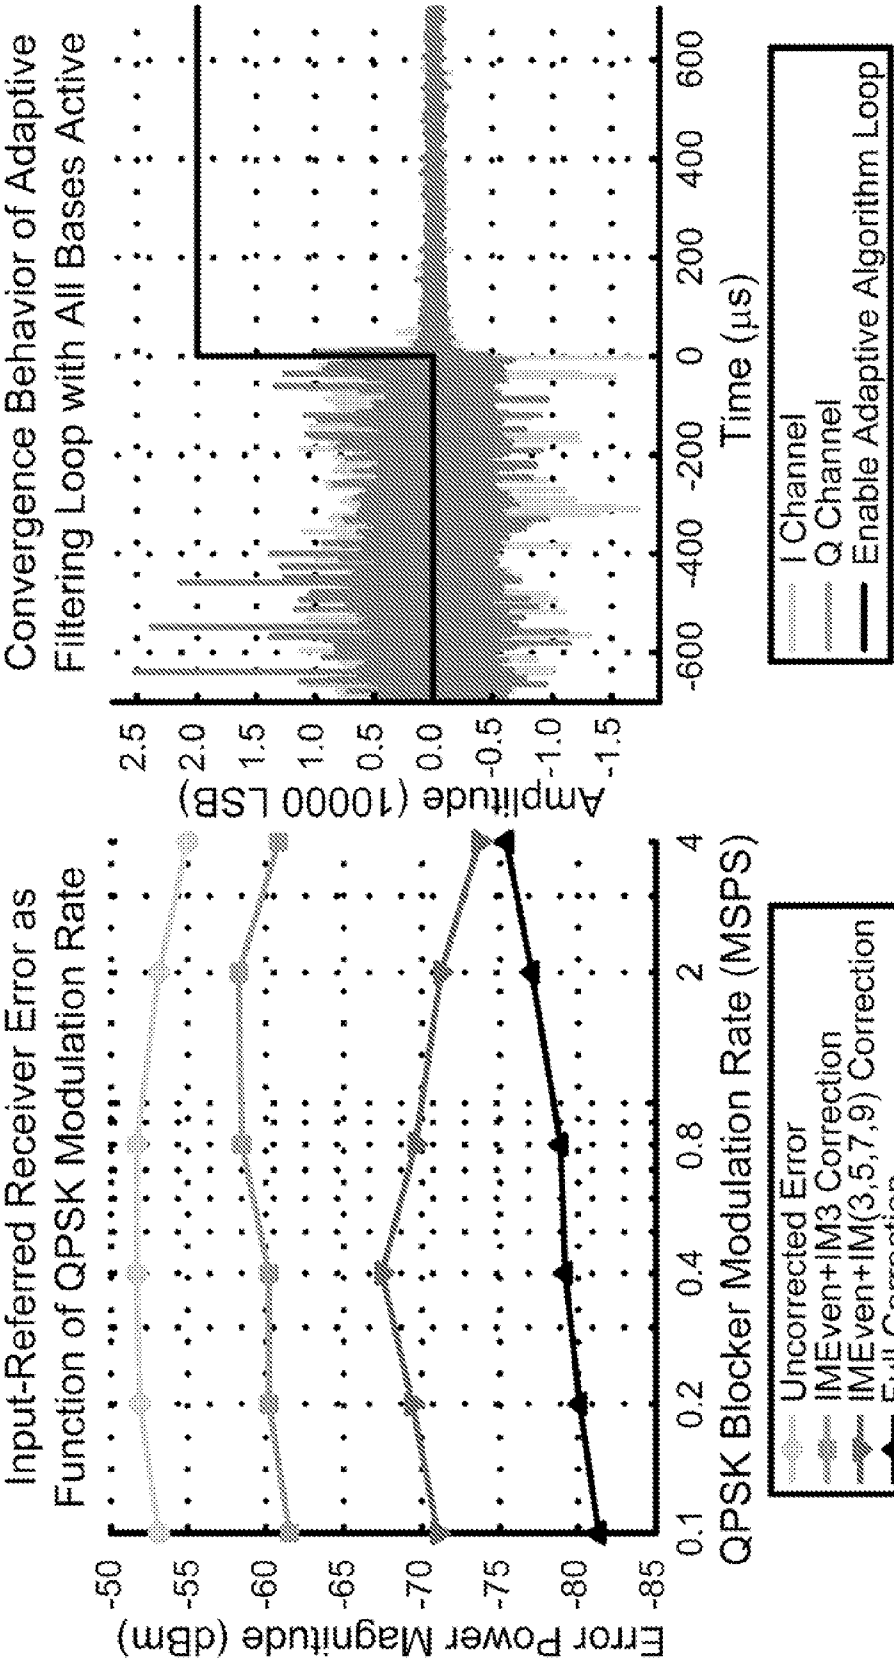 Input-Referred Receiver Error as
Function of QPSK Modulation Rate
Error Power Magnitude (dBm)
-50
-55
-60
-65
-70
-75
-80
-85
0.1
0.2
0.4
0.8
2
4
QPSK Blocker Modulation Rate (MSPS)
Uncorrected Error
IMEven+IM3 Correction
IMEven+IM(3,5,7,9) Correction
Full Correction
Convergence Behavior of Adaptive
Filtering Loop with All Bases Active
Amplitude (10000 LSB)
2.5
2.0
1.5
1.0
0.5
0.0
-0.5
-1.0
-1.5
-600
-400
-200
0
200
400
600
Time (μs)
I Channel
Q Channel
Enable Adaptive Algorithm Loop